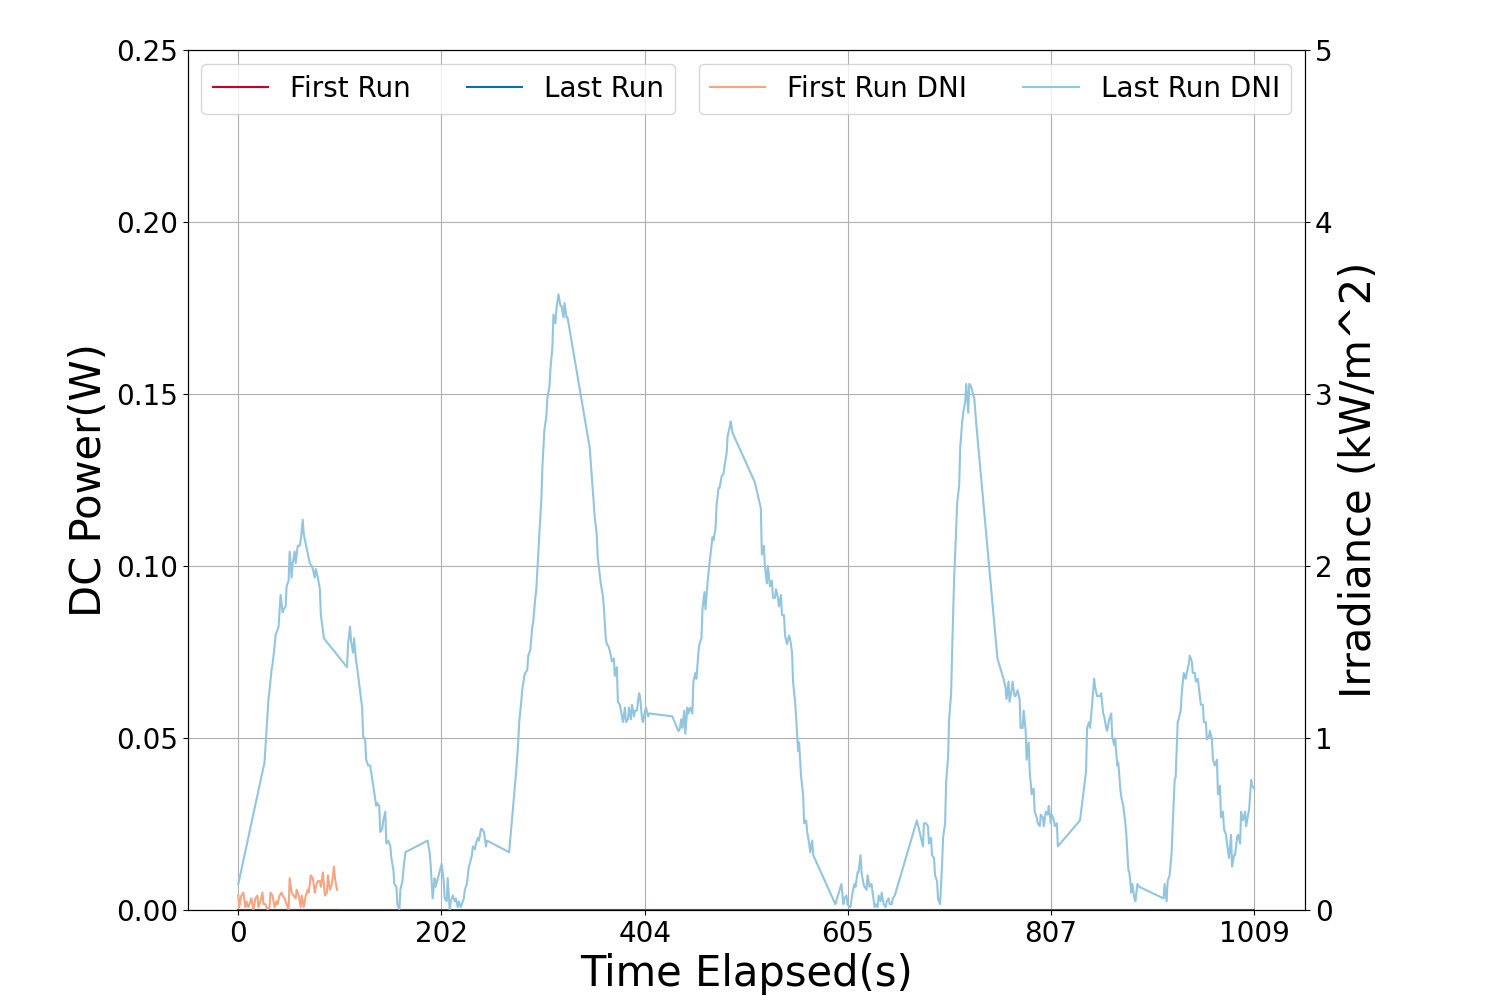 First Run
Last Run
First Run DNI
Last Run DNI
DC Power(W)
0.25
0.20
0.15
0.10
0.05
0.00
5
4
3
2
1
0
Irradiance (kW/m^2)
0
202
404
605
807
1009
Time Elapsed(s)